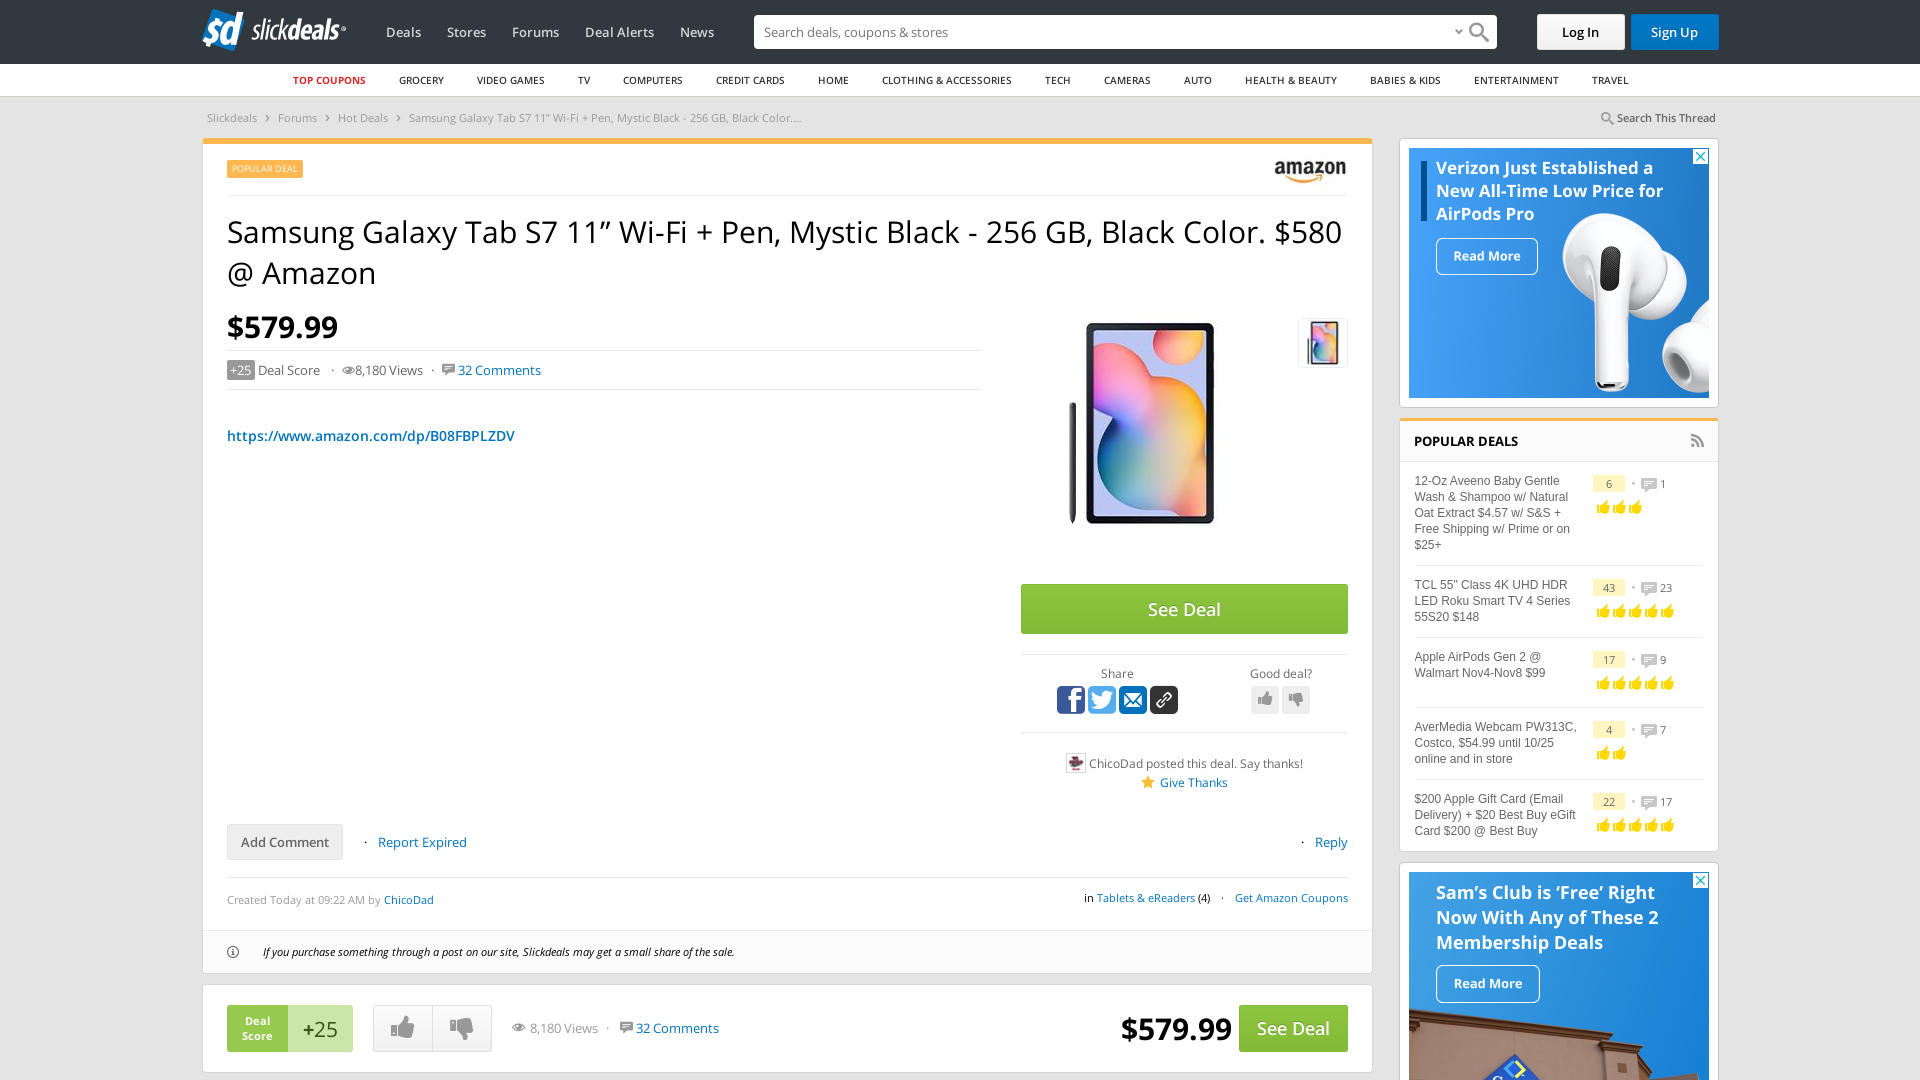 slickdeals
Deals
Stores
Forums
Deal Alerts
News
Search deals, coupons & stores
Log In
Sign Up
TOP COUPONS
GROCERY
VIDEO GAMES
TV
COMPUTERS
CREDIT CARDS
HOME
CLOTHING & ACCESSORIES
TECH
CAMERAS
AUTO
HEALTH & BEAUTY
BABIES & KIDS
ENTERTAINMENT
TRAVEL
Slickdeals › Forums › Hot Deals › Samsung Galaxy Tab S7 11” Wi-Fi + Pen, Mystic Black - 256 GB, Black Color....
Search This Thread
POPULAR DEAL
amazon
Samsung Galaxy Tab S7 11” Wi-Fi + Pen, Mystic Black - 256 GB, Black Color. $580
@ Amazon
$579.99
+25 Deal Score · 8,180 Views · 32 Comments
https://www.amazon.com/dp/B08FBPLZDV
See Deal
Share
Good deal?
ChicoDad posted this deal. Say thanks!
Give Thanks
Add Comment · Report Expired
· Reply
Created Today at 09:22 AM by ChicoDad
in Tablets & eReaders (4) · Get Amazon Coupons
If you purchase something through a post on our site, Slickdeals may get a small share of the sale.
Deal
Score
+25
8,180 Views · 32 Comments
$579.99
See Deal
Verizon Just Established a
New All-Time Low Price for
AirPods Pro
Read More
POPULAR DEALS
12-Oz Aveeno Baby Gentle
Wash & Shampoo w/ Natural
Oat Extract $4.57 w/ S&S +
Free Shipping w/ Prime or on
$25+
6 • 1
TCL 55" Class 4K UHD HDR
LED Roku Smart TV 4 Series
55S20 $148
43 • 23
Apple AirPods Gen 2 @
Walmart Nov4-Nov8 $99
17 • 9
AverMedia Webcam PW313C,
Costco, $54.99 until 10/25
online and in store
4 • 7
$200 Apple Gift Card (Email
Delivery) + $20 Best Buy eGift
Card $200 @ Best Buy
22 • 17
Sam’s Club is ‘Free’ Right
Now With Any of These 2
Membership Deals
Read More